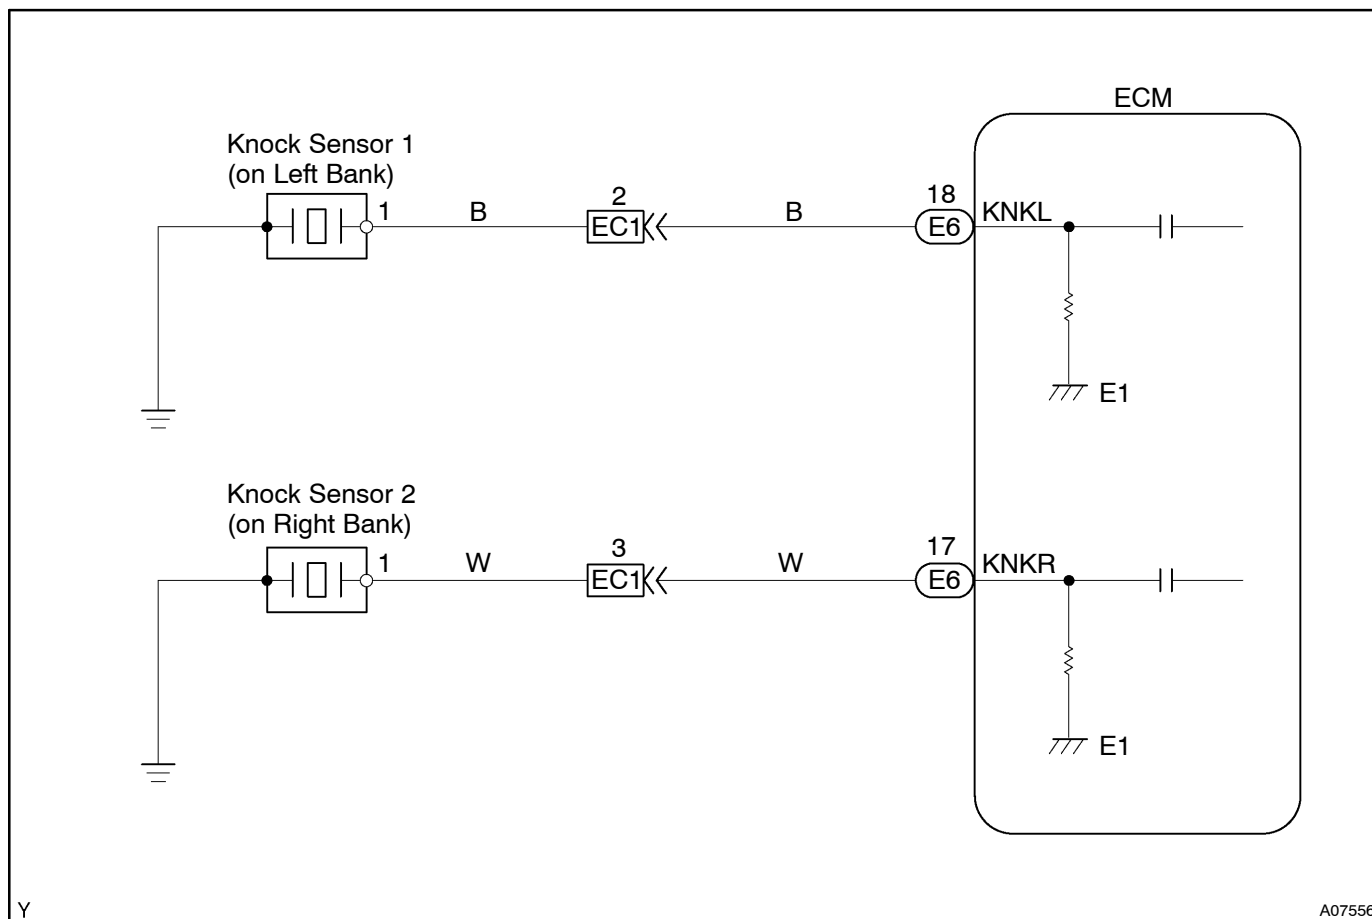 ECM
Knock Sensor 1
(on Left Bank)
1
B
2
EC1
B
18
E6
KNKL
E1
Knock Sensor 2
(on Right Bank)
1
W
3
EC1
W
17
E6
KNKR
E1
Y
A07556